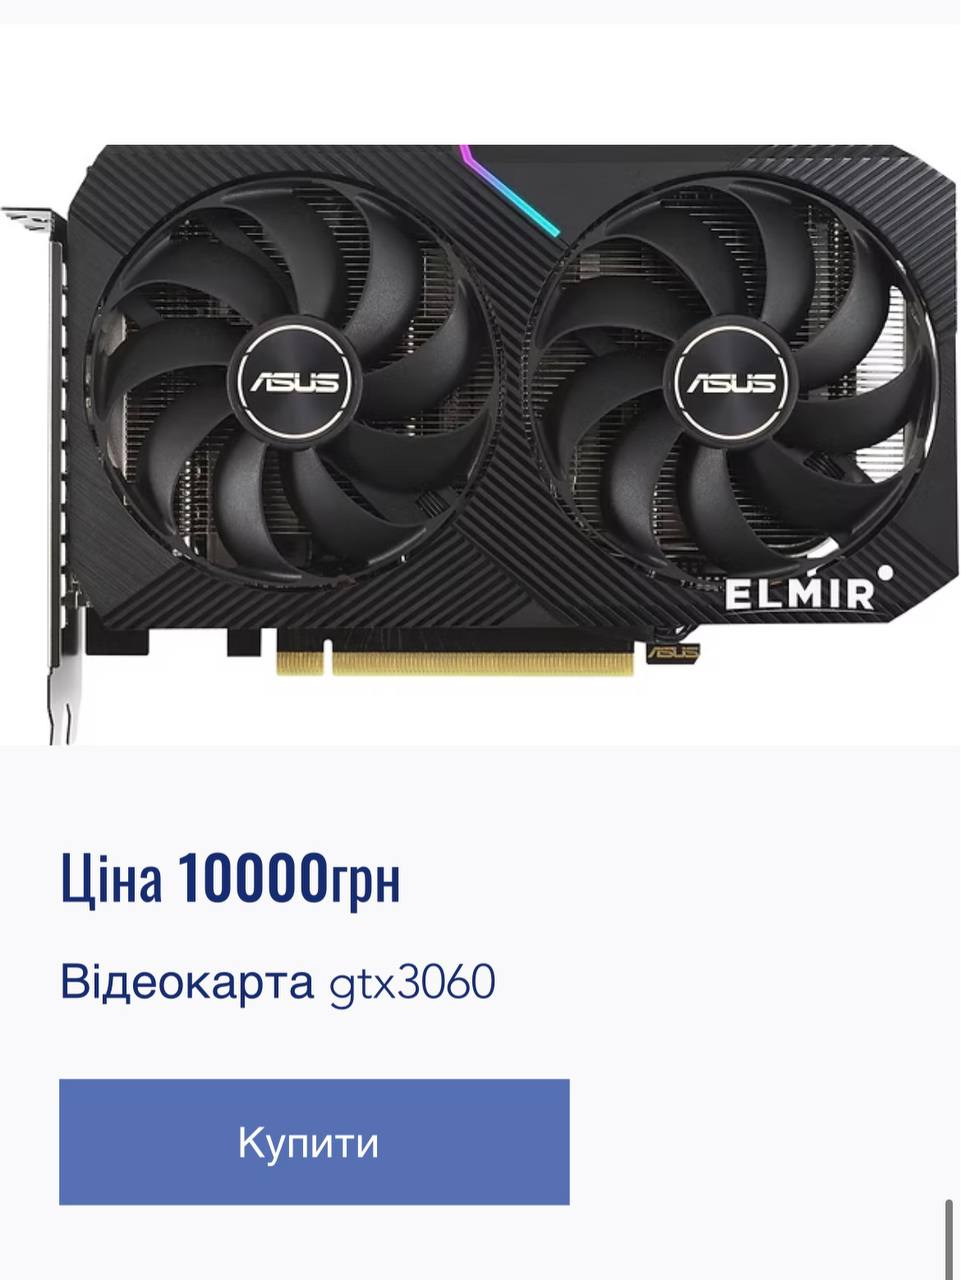 ASUS
ASUS
ELMIR
ASUS
Ціна 10000грн
Відеокарта gtx3060
Купити